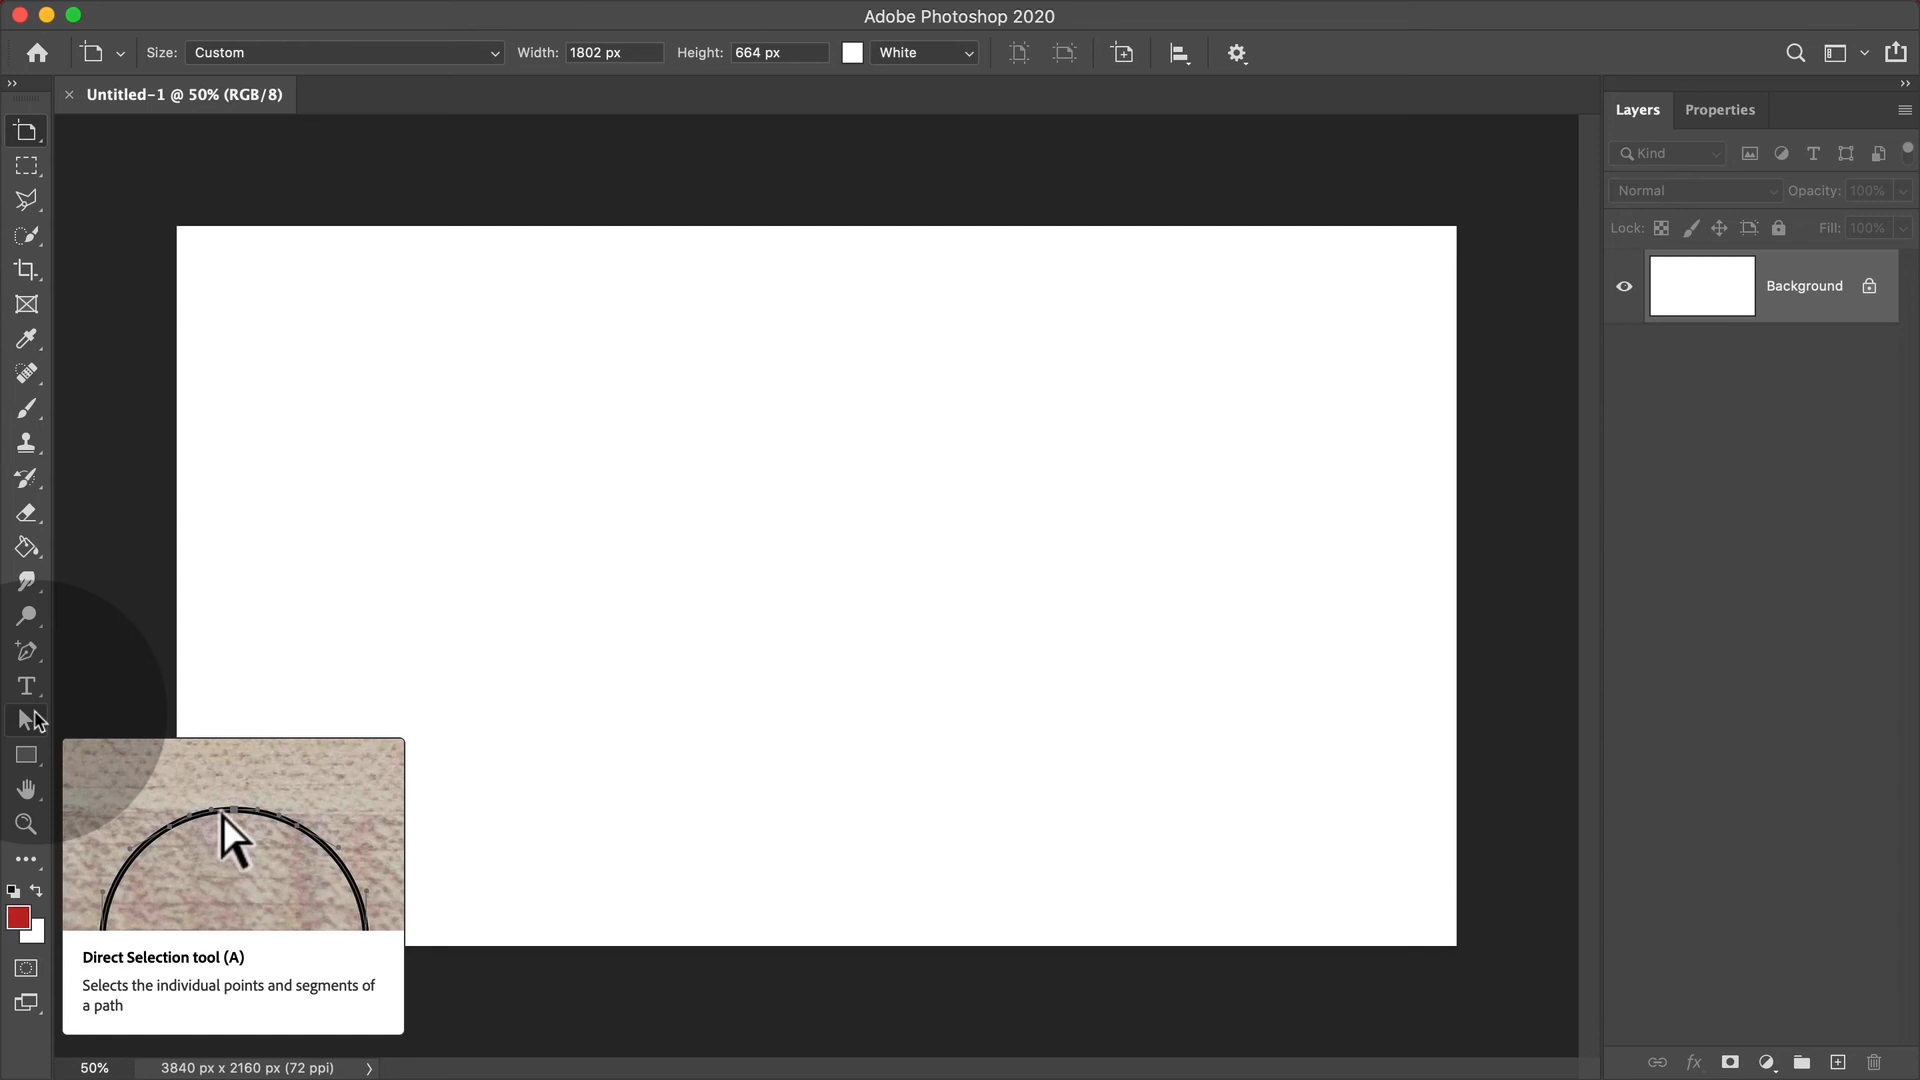 Adobe Photoshop 2020
Size: Custom Width: 1802 px Height: 664 px White
Untitled-1 @ 50% (RGB/8)
Layers Properties
Kind
Normal Opacity: 100%
Lock: Fill: 100%
Background
Direct Selection tool (A)
Selects the individual points and segments of
a path
50% 3840 px x 2160 px (72 ppi)